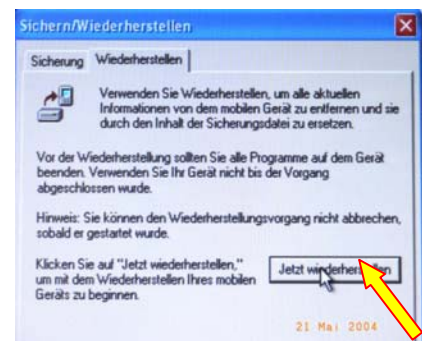 Sichern/Wiederherstellen
Sicherung Wiederherstellen
Verwenden Sie Wiederherstellen, um alle aktuellen
Informationen von dem mobilen Gerät zu entfernen und sie
durch den Inhalt der Sicherungsdatei zu ersetzen.
Vor der Wiederherstellung sollten Sie alle Programme auf dem Gerät
beenden. Verwenden Sie Ihr Gerät nicht bis der Vorgang
abgeschlossen wurde.
Hinweis: Sie können den Wiederherstellungsvorgang nicht abbrechen,
sobald er gestartet wurde.
Klicken Sie auf "Jetzt wiederherstellen,"
um mit dem Wiederherstellen Ihres mobilen
Geräts zu beginnen.
Jetzt wiederherstellen
21 Mai 2004